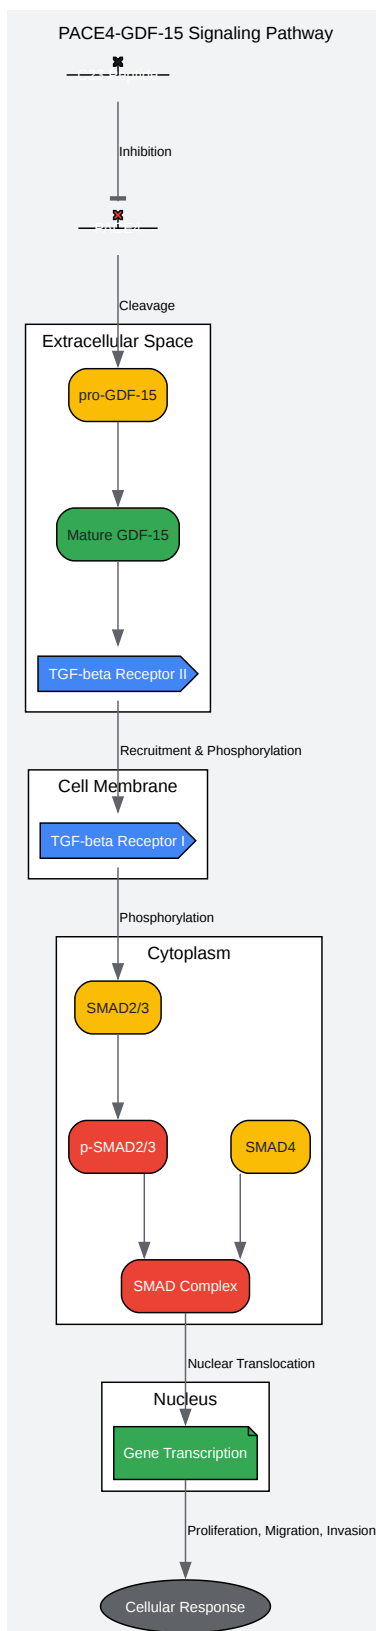 PACE4-GDF-15 Signaling Pathway
Inhibition
Cleavage
Extracellular Space
pro-GDF-15
Mature GDF-15
TGF-beta Receptor II
Recruitment & Phosphorylation
Cell Membrane
TGF-beta Receptor I
Phosphorylation
Cytoplasm
SMAD2/3
p-SMAD2/3
SMAD4
SMAD Complex
Nuclear Translocation
Nucleus
Gene Transcription
Proliferation, Migration, Invasion
Cellular Response